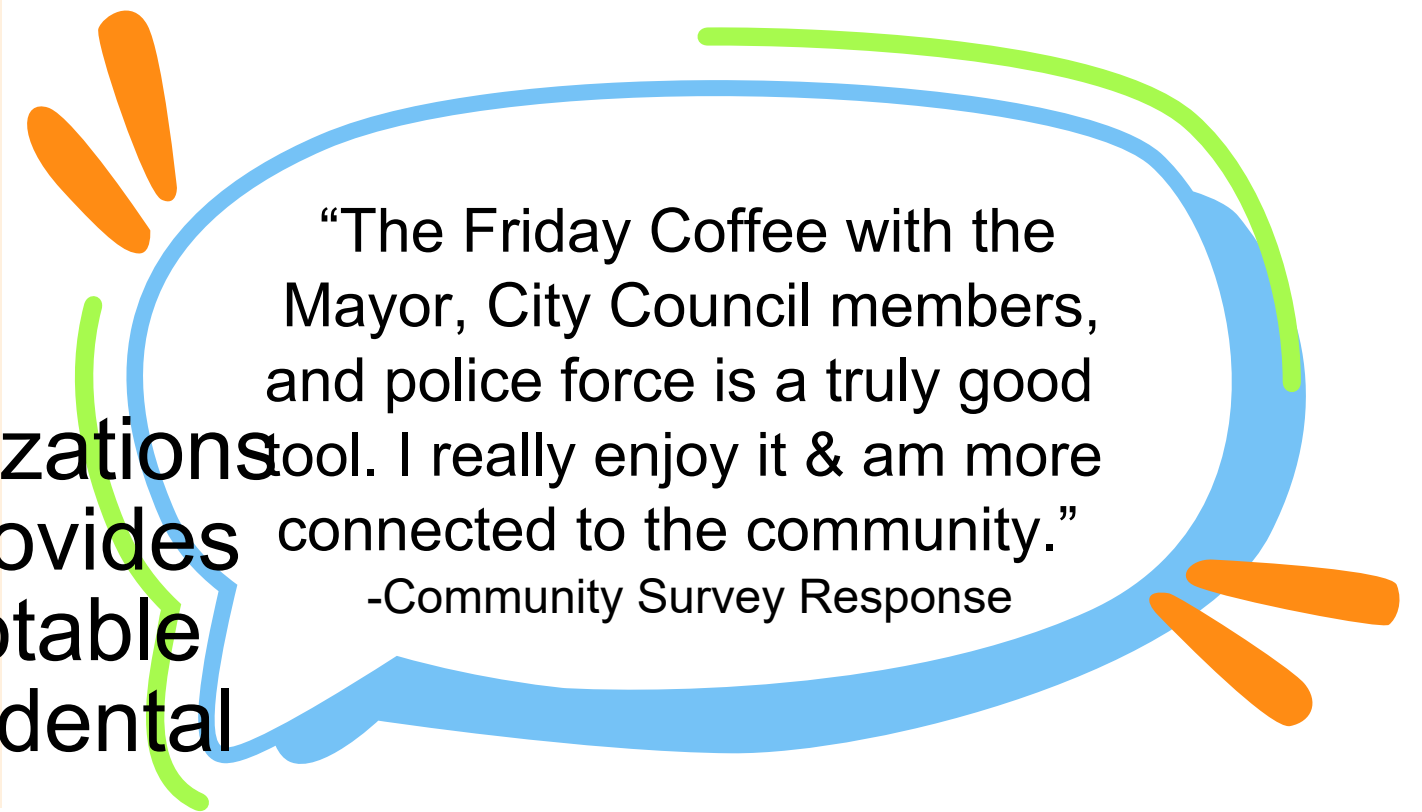 “The Friday Coffee with the
Mayor, City Council members,
and police force is a truly good
tool. I really enjoy it & am more
connected to the community.”
-Community Survey Response
zations
ovides
table
dental